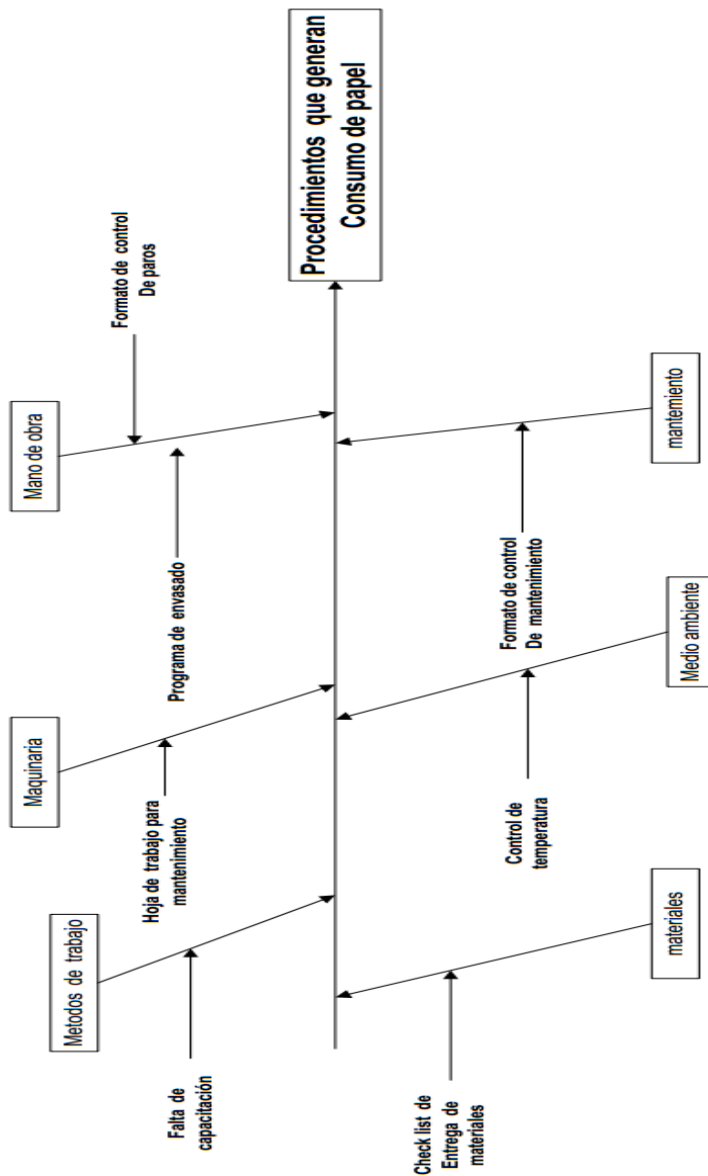 Metodos de trabajo
Maquinaria
Mano de obra
Falta de
capacitación
Hoja de trabajo para
mantenimiento
Programa de envasado
Formato de control
De paros
Procedimientos que generan
Consumo de papel
Check list de
Entrega de
materiales
Control de
temperatura
Formato de control
De mantenimiento
materiales
Medio ambiente
mantemiento